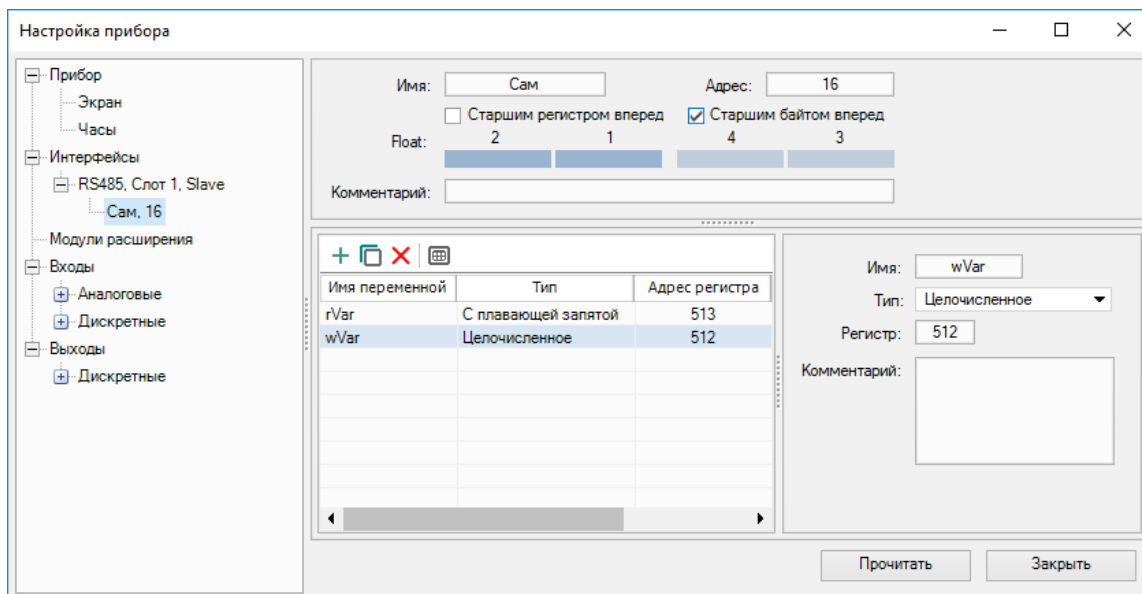 Настройка прибора
Прибор
Экран
Часы
Интерфейсы
RS485, Слот 1, Slave
Сам, 16
Модули расширения
Входы
Аналоговые
Дискретные
Выходы
Дискретные
Имя: Сам Адрес: 16
Старшим регистром вперед Старшим байтом вперед
Float: 2 1 4 3
Комментарий:
Имя переменной Тип Адрес регистра
rVar С плавающей запятой 513
wVar Целочисленное 512
Имя: wVar
Тип: Целочисленное
Регистр: 512
Комментарий:
Прочитать Закрыть